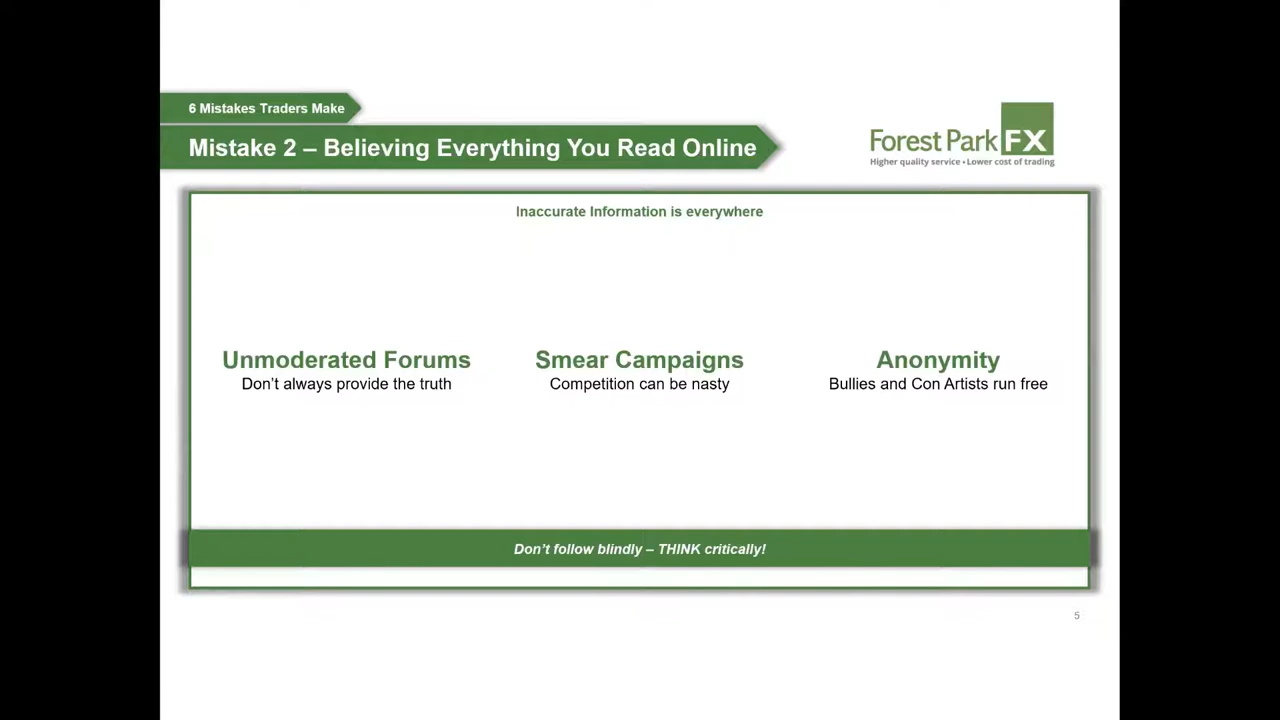 6 Mistakes Traders Make
Mistake 2 – Believing Everything You Read Online
Forest Park FX
Higher quality service • Lower cost of trading
Inaccurate Information is everywhere
Unmoderated Forums
Don’t always provide the truth
Smear Campaigns
Competition can be nasty
Anonymity
Bullies and Con Artists run free
Don’t follow blindly – THINK critically!
5